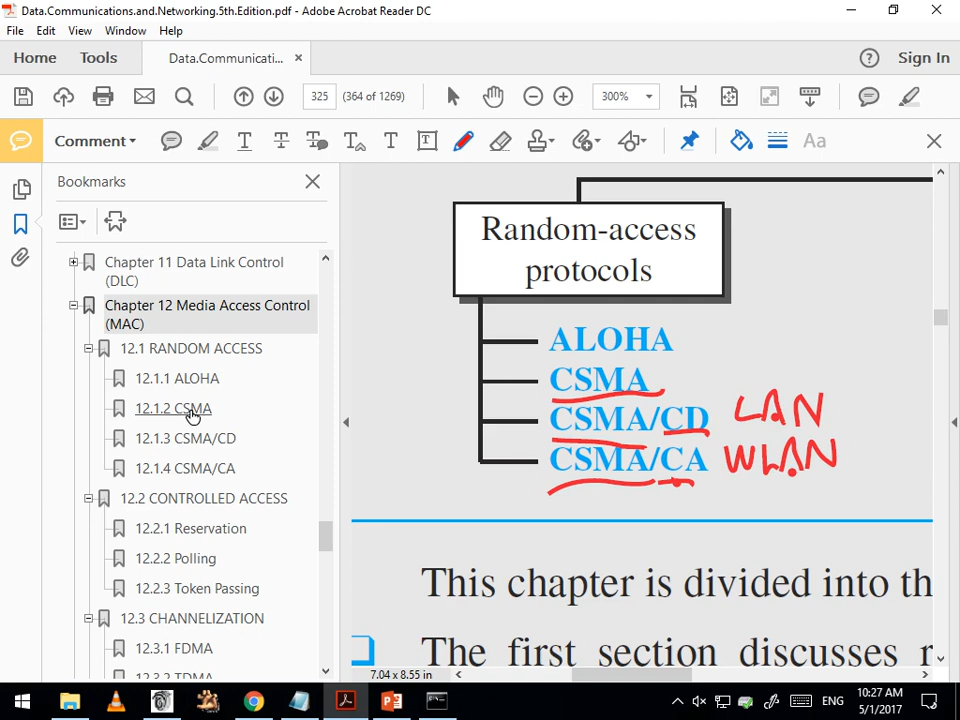 Data.Communications.and.Networking.5th.Edition.pdf - Adobe Acrobat Reader DC
File Edit View Window Help
Home Tools Data.Communicati... × Sign In
325 (364 of 1269) 300%
Comment Aa
Bookmarks
Chapter 11 Data Link Control
(DLC)
Chapter 12 Media Access Control
(MAC)
12.1 RANDOM ACCESS
12.1.1 ALOHA
12.1.2 CSMA
12.1.3 CSMA/CD
12.1.4 CSMA/CA
12.2 CONTROLLED ACCESS
12.2.1 Reservation
12.2.2 Polling
12.2.3 Token Passing
12.3 CHANNELIZATION
12.3.1 FDMA
12.3.2 TDMA
Random-access
protocols
ALOHA
CSMA
CSMA/CD LAN
CSMA/CA WLAN
This chapter is divided into th
The first section discusses r
7.04 x 8.55 in
ENG
10:27 AM
5/1/2017